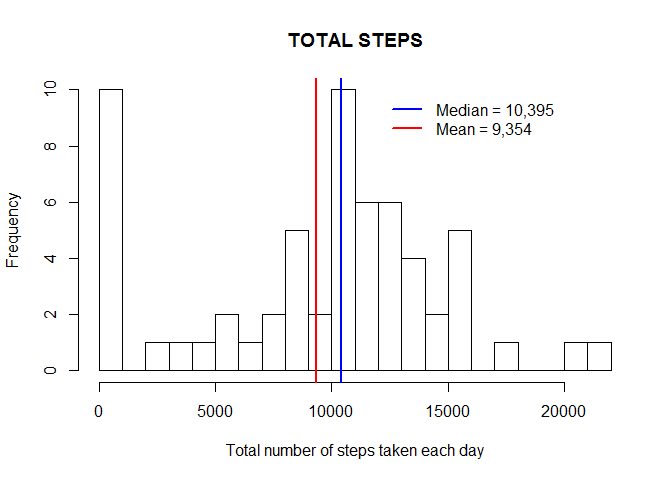 TOTAL STEPS
Median = 10,395
Mean = 9,354
Frequency
10
8
6
4
2
0
0 5000 10000 15000 20000
Total number of steps taken each day